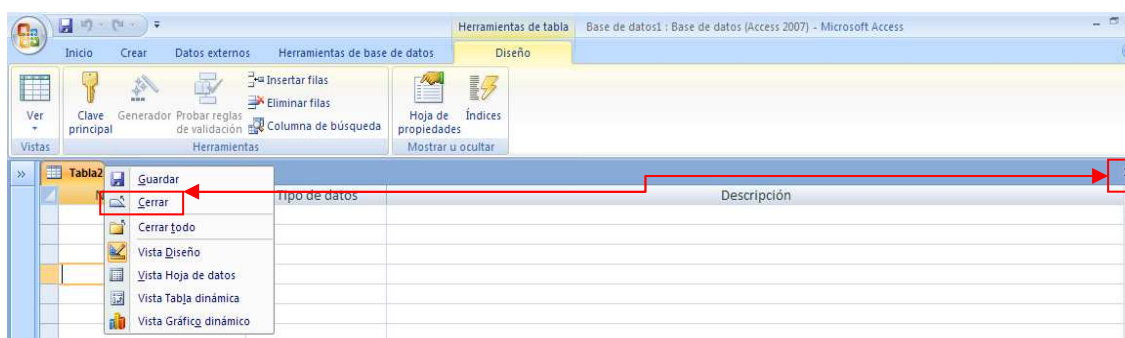 Herramientas de tabla
Base de datos1 : Base de datos (Access 2007) - Microsoft Access
Inicio Crear Datos externos Herramientas de base de datos Diseño
Ver
Clave principal
Generador
Probar reglas de validación
Insertar filas
Eliminar filas
Columna de búsqueda
Hoja de propiedades
Índices
Vistas
Herramientas
Mostrar u ocultar
»
Tabla2
Tipo de datos
Descripción
Guardar
Cerrar
Cerrar todo
Vista Diseño
Vista Hoja de datos
Vista Tabla dinámica
Vista Gráfico dinámico